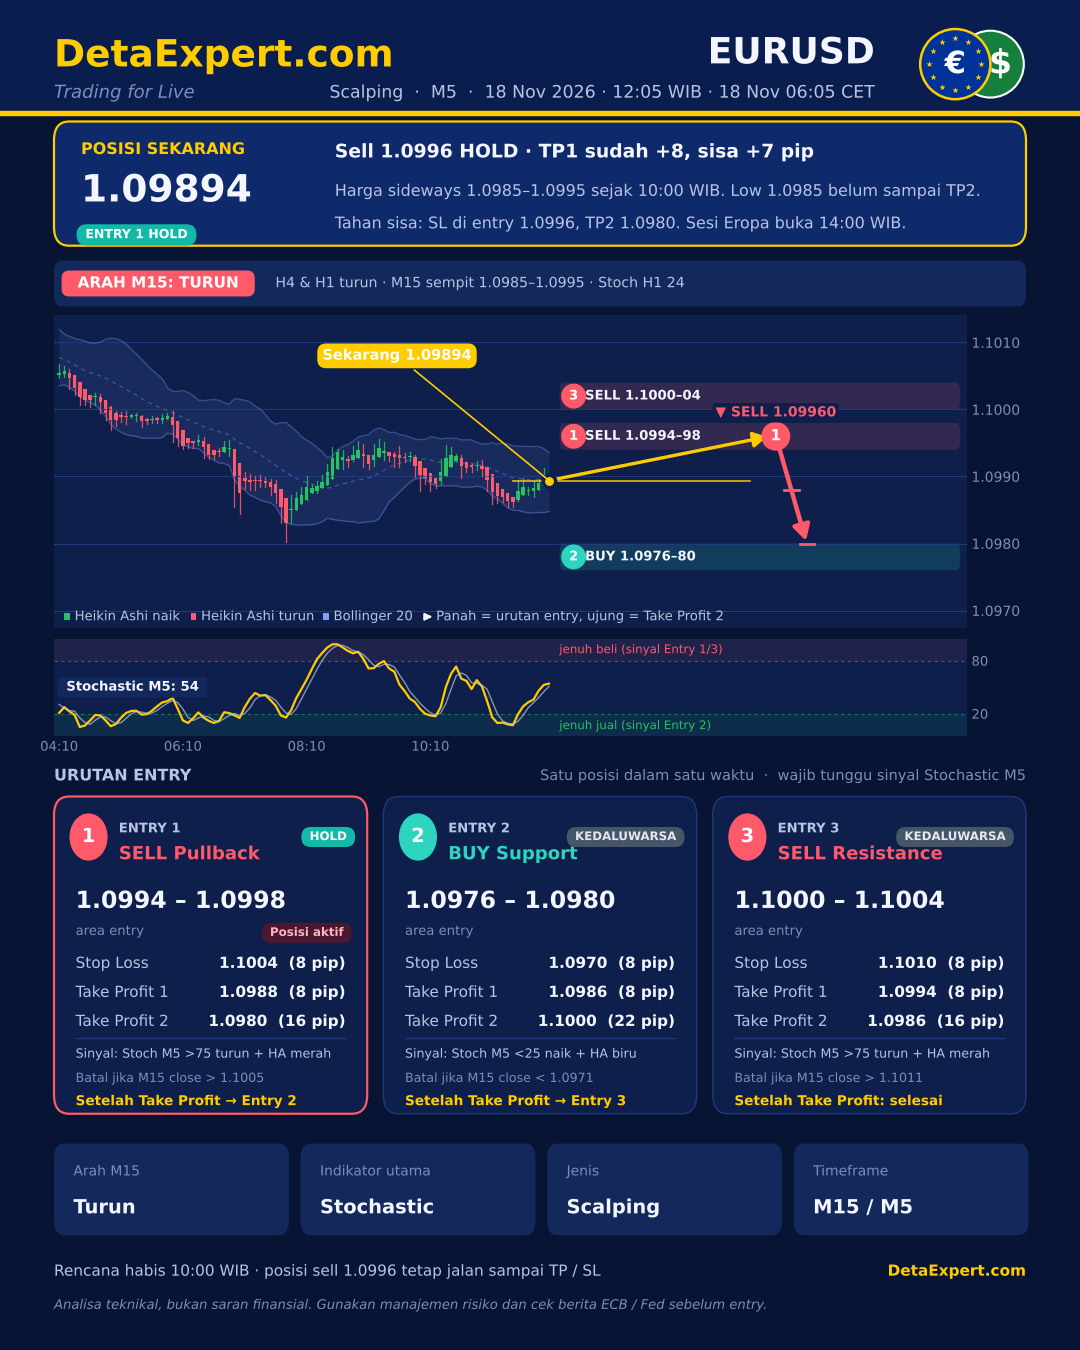 DetaExpert.com
Trading for Live
EURUSD
Scalping · M5 · 18 Nov 2026 · 12:05 WIB · 18 Nov 06:05 CET
€ $
POSISI SEKARANG
1.09894
ENTRY 1 HOLD
Sell 1.0996 HOLD · TP1 sudah +8, sisa +7 pip
Harga sideways 1.0985–1.0995 sejak 10:00 WIB. Low 1.0985 belum sampai TP2.
Tahan sisa: SL di entry 1.0996, TP2 1.0980. Sesi Eropa buka 14:00 WIB.
ARAH M15: TURUN
H4 & H1 turun · M15 sempit 1.0985–1.0995 · Stoch H1 24
1.1010
Sekarang 1.09894
3 SELL 1.1000–04
1.1000
▼ SELL 1.09960
1 SELL 1.0994–98
1
1.0990
1.0980
2 BUY 1.0976–80
1.0970
Heikin Ashi naik Heikin Ashi turun Bollinger 20 ► Panah = urutan entry, ujung = Take Profit 2
jenuh beli (sinyal Entry 1/3)
80
Stochastic M5: 54
20
jenuh jual (sinyal Entry 2)
04:10 06:10 08:10 10:10
URUTAN ENTRY
Satu posisi dalam satu waktu · wajib tunggu sinyal Stochastic M5
1
ENTRY 1
HOLD
SELL Pullback
1.0994 – 1.0998
area entry
Posisi aktif
Stop Loss 1.1004 (8 pip)
Take Profit 1 1.0988 (8 pip)
Take Profit 2 1.0980 (16 pip)
Sinyal: Stoch M5 >75 turun + HA merah
Batal jika M15 close > 1.1005
Setelah Take Profit → Entry 2
2
ENTRY 2
KEDALUWARSA
BUY Support
1.0976 – 1.0980
area entry
Stop Loss 1.0970 (8 pip)
Take Profit 1 1.0986 (8 pip)
Take Profit 2 1.1000 (22 pip)
Sinyal: Stoch M5 <25 naik + HA biru
Batal jika M15 close < 1.0971
Setelah Take Profit → Entry 3
3
ENTRY 3
KEDALUWARSA
SELL Resistance
1.1000 – 1.1004
area entry
Stop Loss 1.1010 (8 pip)
Take Profit 1 1.0994 (8 pip)
Take Profit 2 1.0986 (16 pip)
Sinyal: Stoch M5 >75 turun + HA merah
Batal jika M15 close > 1.1011
Setelah Take Profit: selesai
Arah M15
Turun
Indikator utama
Stochastic
Jenis
Scalping
Timeframe
M15 / M5
Rencana habis 10:00 WIB · posisi sell 1.0996 tetap jalan sampai TP / SL
DetaExpert.com
Analisa teknikal, bukan saran finansial. Gunakan manajemen risiko dan cek berita ECB / Fed sebelum entry.